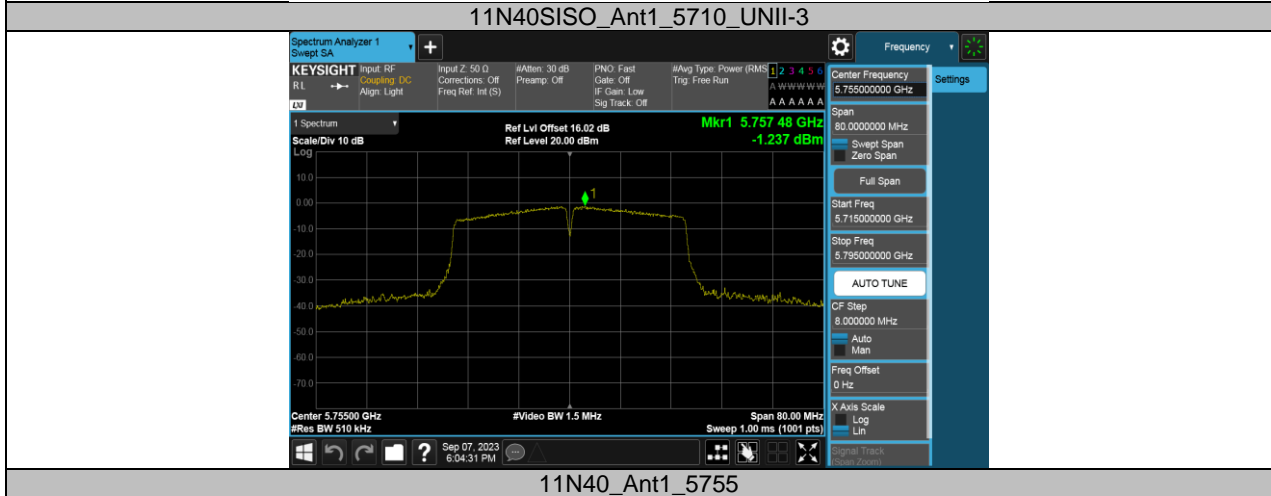 11N40SISO_Ant1_5710_UNII-3
Spectrum Analyzer 1
Swept SA
+
Frequency
KEYSIGHT
RL
LXI
Input: RF
Coupling: DC
Align: Light
Input Z: 50 Ω
Corrections: Off
Freq Ref: Int (S)
#Atten: 30 dB
Preamp: Off
PNO: Fast
Gate: Off
IF Gain: Low
Sig Track: Off
#Avg Type: Power (RMS
Trig: Free Run
1 2 3 4 5 6
A W W W W W
A A A A A A
Center Frequency
5.755000000 GHz
Settings
Span
80.0000000 MHz
Swept Span
Zero Span
Full Span
Start Freq
5.715000000 GHz
Stop Freq
5.795000000 GHz
AUTO TUNE
CF Step
8.000000 MHz
Auto
Man
Freq Offset
0 Hz
X Axis Scale
Log
Lin
Signal Track
(Span Zoom)
1 Spectrum
Scale/Div 10 dB
Log
Ref Lvl Offset 16.02 dB
Ref Level 20.00 dBm
Mkr1 5.757 48 GHz
-1.237 dBm
10.0
0.00
-10.0
-20.0
-30.0
-40.0
-50.0
-60.0
-70.0
1
Center 5.75500 GHz
#Res BW 510 kHz
#Video BW 1.5 MHz
Span 80.00 MHz
Sweep 1.00 ms (1001 pts)
?
Sep 07, 2023
6:04:31 PM
11N40_Ant1_5755